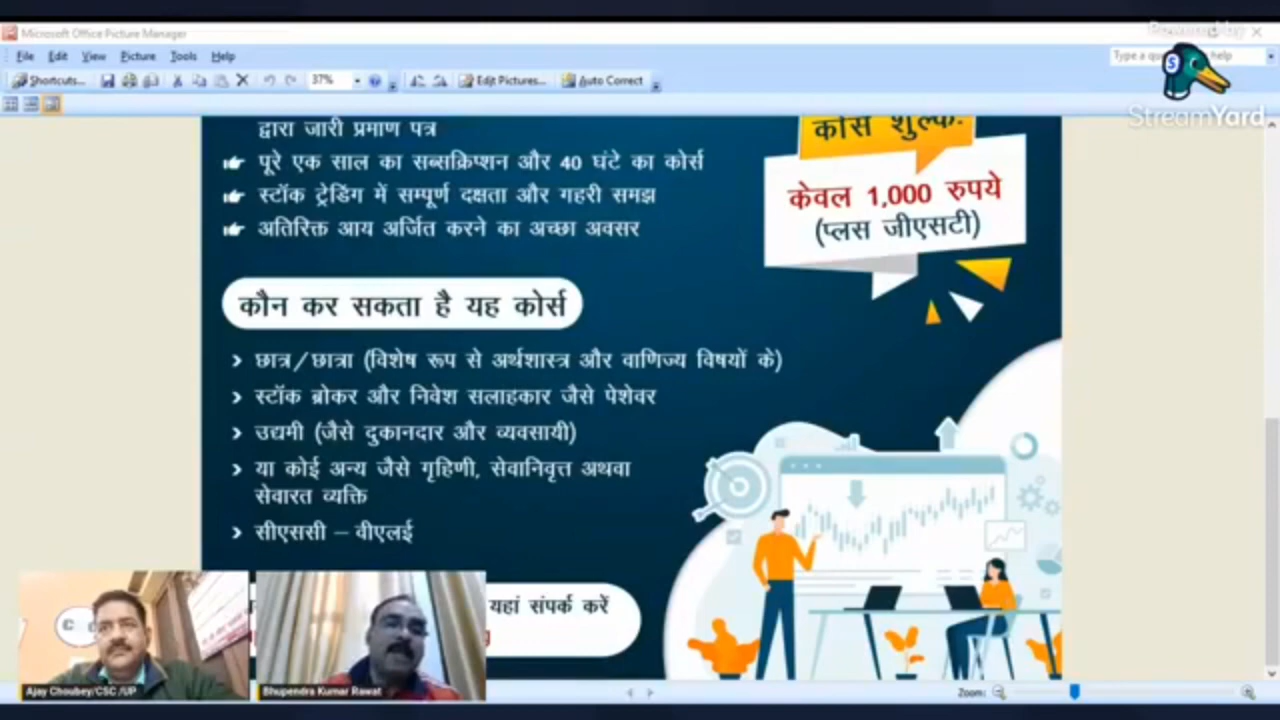 Microsoft Office Picture Manager
Powered by
File Edit View Picture Tools Help
Type a help
Shortcuts... 37% Edit Pictures... Auto Correct
StreamYard
द्वारा जारी प्रमाण पत्र
कोर्स शुल्क:
पूरे एक साल का सब्सक्रिप्शन और 40 घंटे का कोर्स
स्टॉक ट्रेडिंग में सम्पूर्ण दक्षता और गहरी समझ
केवल 1,000 रुपये
अतिरिक्त आय अर्जित करने का अच्छा अवसर
(प्लस जीएसटी)
कौन कर सकता है यह कोर्स
छात्र/छात्रा (विशेष रूप से अर्थशास्त्र और वाणिज्य विषयों के)
स्टॉक ब्रोकर और निवेश सलाहकार जैसे पेशेवर
उद्यमी (जैसे दुकानदार और व्यवसायी)
या कोई अन्य जैसे गृहिणी, सेवानिवृत्त अथवा
सेवारत व्यक्ति
सीएससी – वीएलई
यहां संपर्क करें
Ajay Choubey/CSC /UP
Bhupendra Kumar Rawat
Zoom: